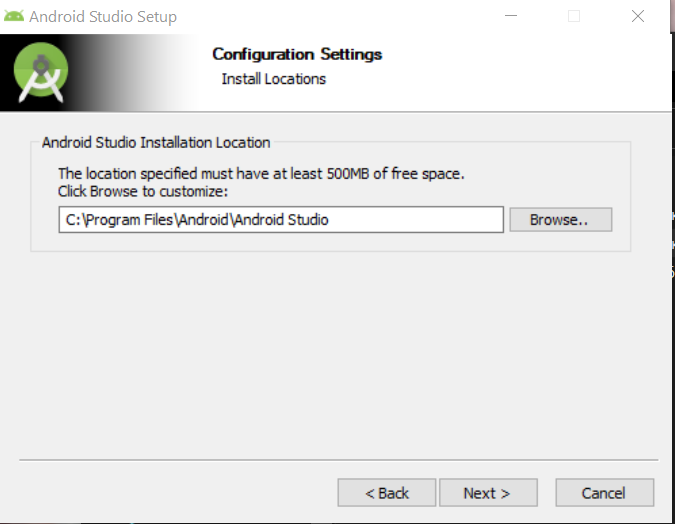 Android Studio Setup
Configuration Settings
Install Locations
Android Studio Installation Location
The location specified must have at least 500MB of free space.
Click Browse to customize:
C:\Program Files\Android\Android Studio
Browse..
< Back
Next >
Cancel